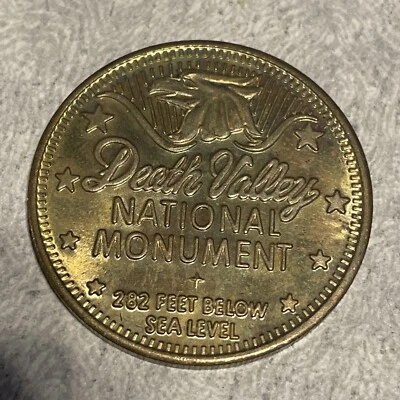 Death Valley
NATIONAL
MONUMENT
282 FEET BELOW
SEA LEVEL